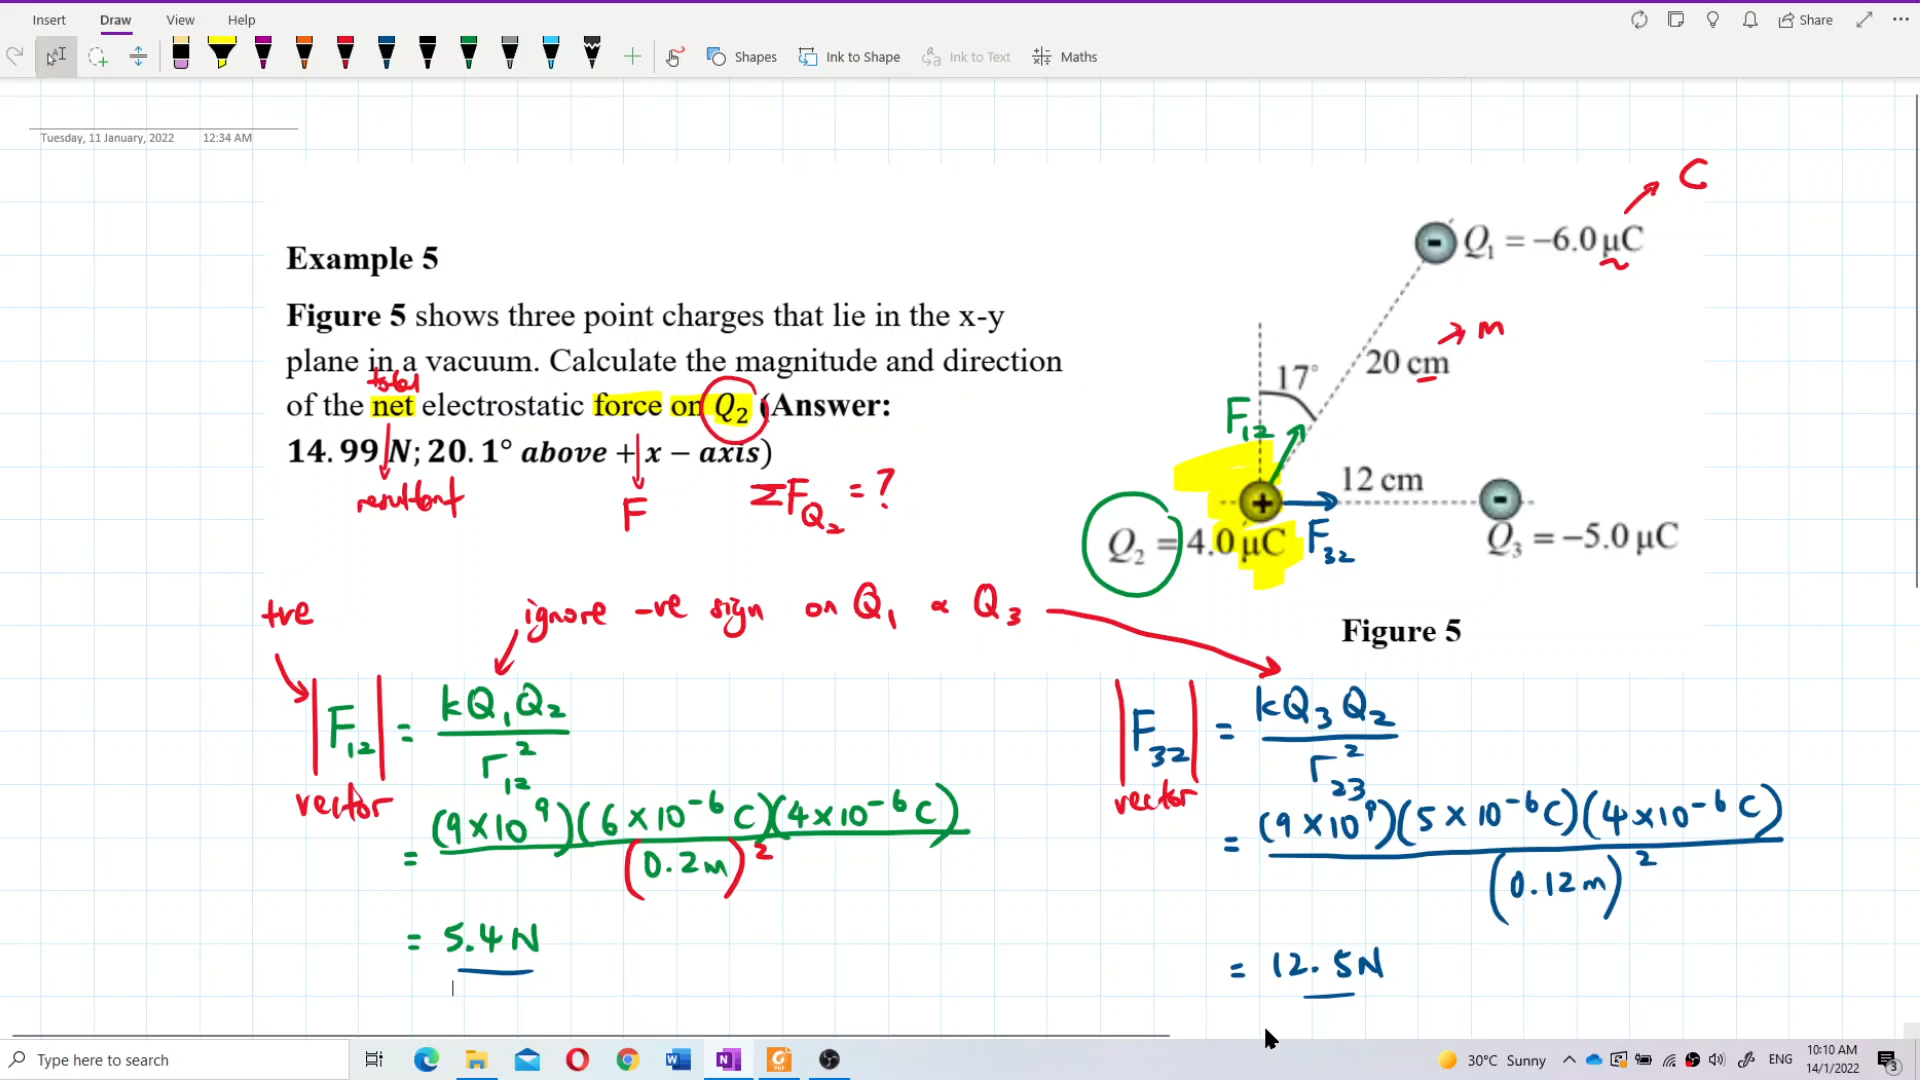 Insert Draw View Help
Share
Shapes Ink to Shape Ink to Text Maths
Tuesday, 11 January, 2022 12:34 AM
C
Q₁ = −6.0 μC
Example 5
Figure 5 shows three point charges that lie in the x-y
plane in a vacuum. Calculate the magnitude and direction
total
of the net electrostatic force on Q₂ (Answer:
14.99 N; 20.1° above + x − axis)
resultant
F
ΣF_Q₂ = ?
m
20 cm
17°
F₁₂
12 cm
F₃₂
Q₂ = 4.0 μC
Q₃ = −5.0 μC
Figure 5
+ve
ignore -ve sign on Q₁ & Q₃
|F₁₂| = kQ₁Q₂ / r₁₂²
vector
= (9×10⁹)(6×10⁻⁶C)(4×10⁻⁶C) / (0.2m)²
= 5.4 N
|F₃₂| = kQ₃Q₂ / r₂₃²
vector
= (9×10⁹)(5×10⁻⁶C)(4×10⁻⁶C) / (0.12m)²
= 12.5N
Type here to search
30°C Sunny
ENG
10:10 AM
14/1/2022
3